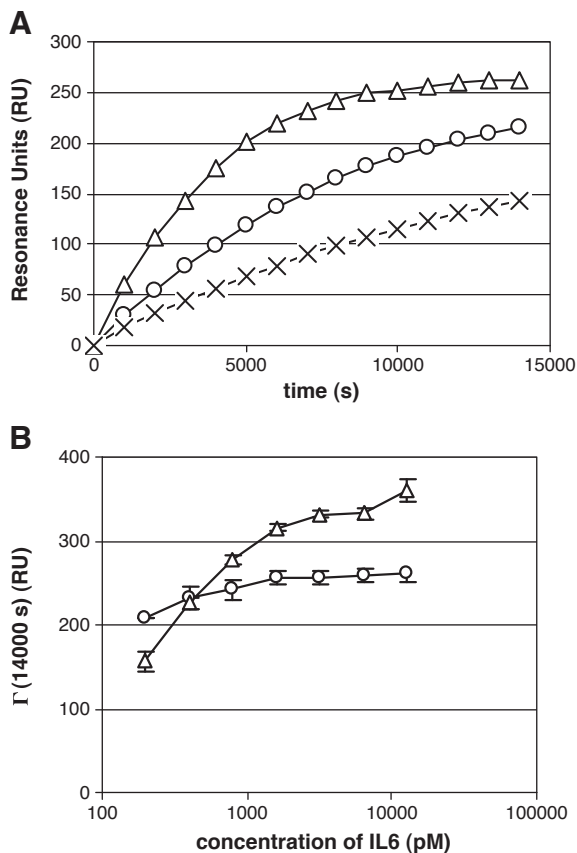 A
300
250
200
150
100
50
0
Resonance Units (RU)
0 5000 10000 15000
time (s)
B
400
300
200
100
0
Γ (14000 s) (RU)
100 1000 10000 100000
concentration of IL6 (pM)